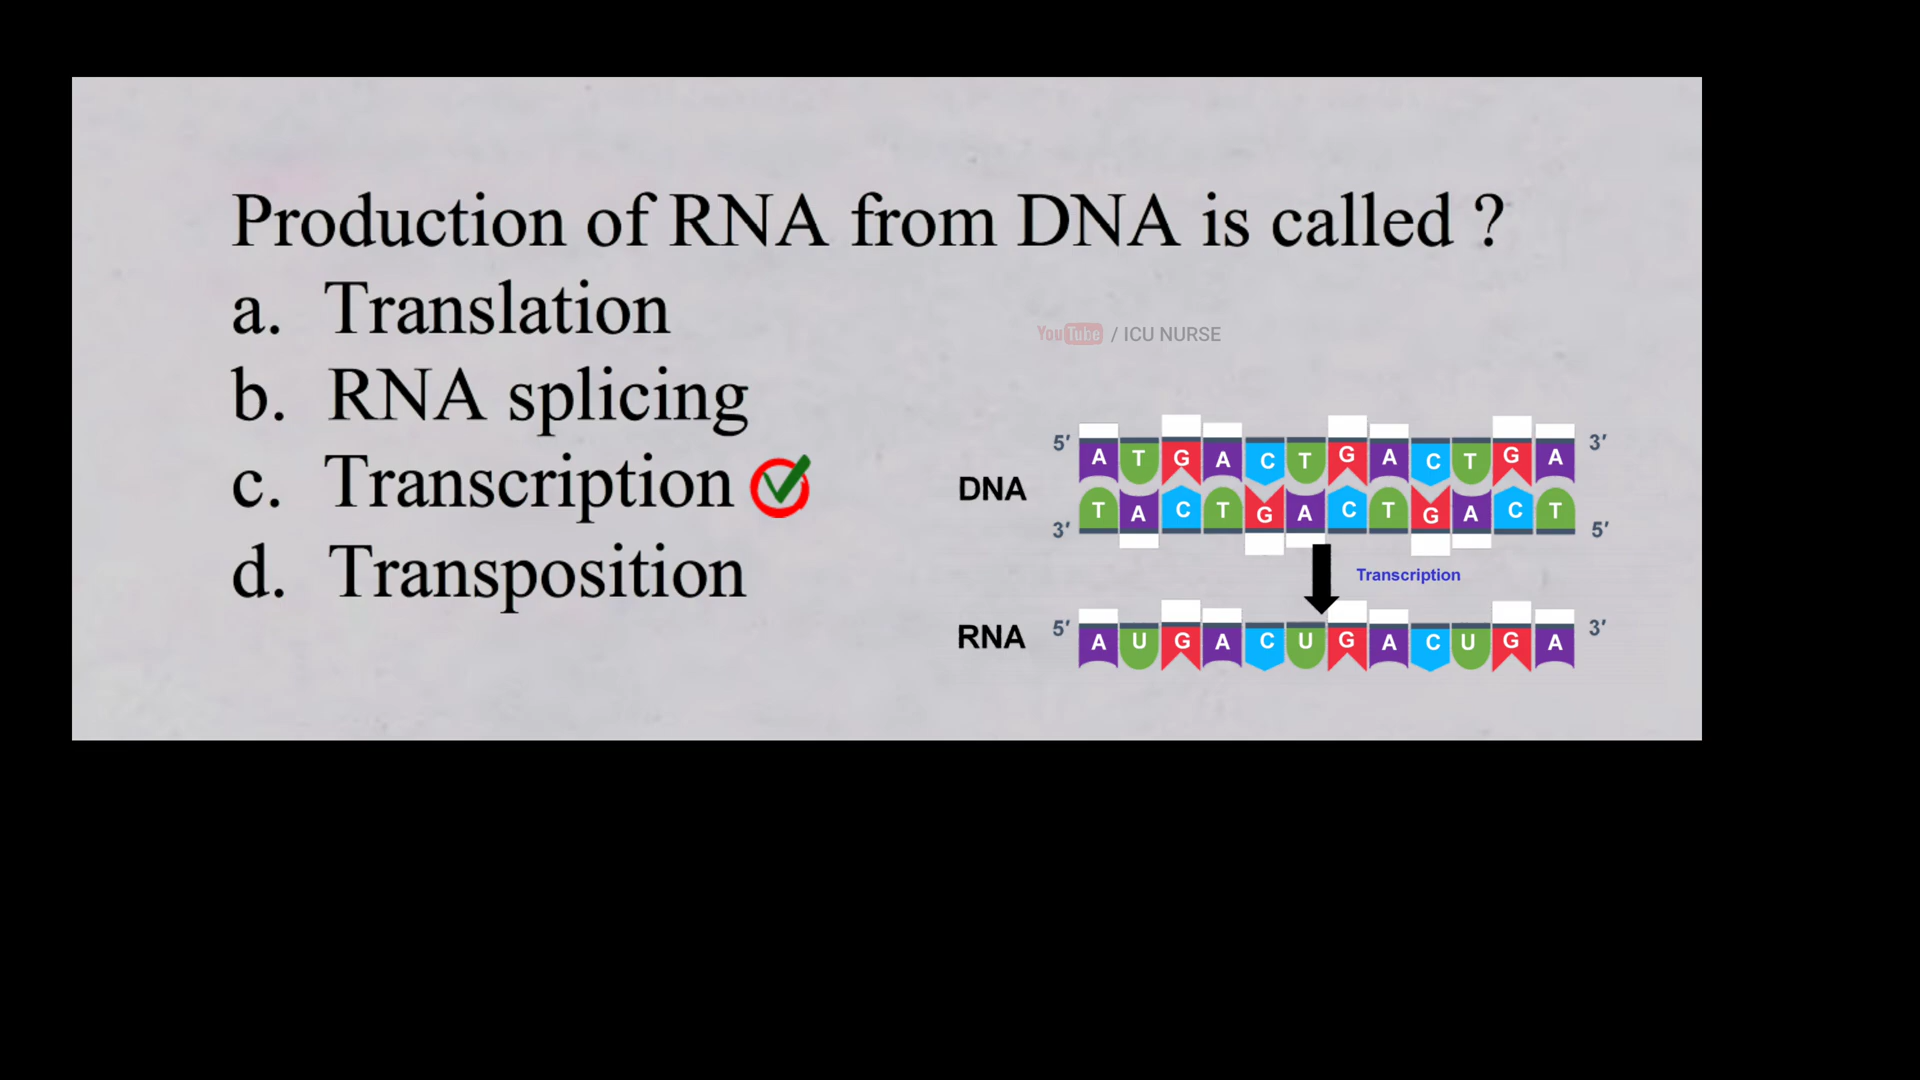 Production of RNA from DNA is called ?
a. Translation
b. RNA splicing
c. Transcription
d. Transposition
YouTube / ICU NURSE
5′ A T G A C T G A C T G A 3′
DNA
3′ T A C T G A C T G A C T 5′
Transcription
RNA 5′ A U G A C U G A C U G A 3′